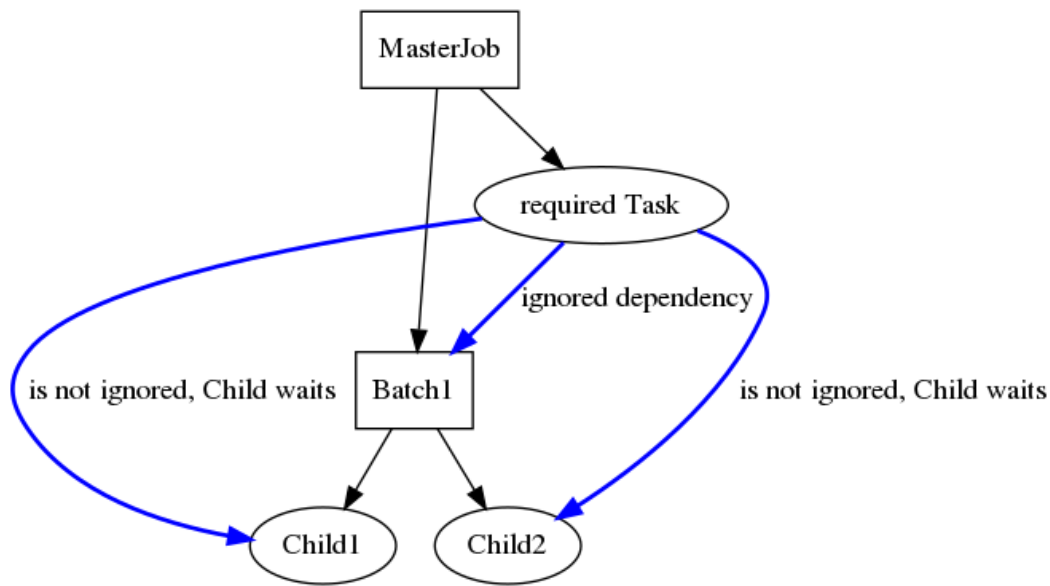 MasterJob
required Task
ignored dependency
is not ignored, Child waits
Batch1
is not ignored, Child waits
Child1
Child2